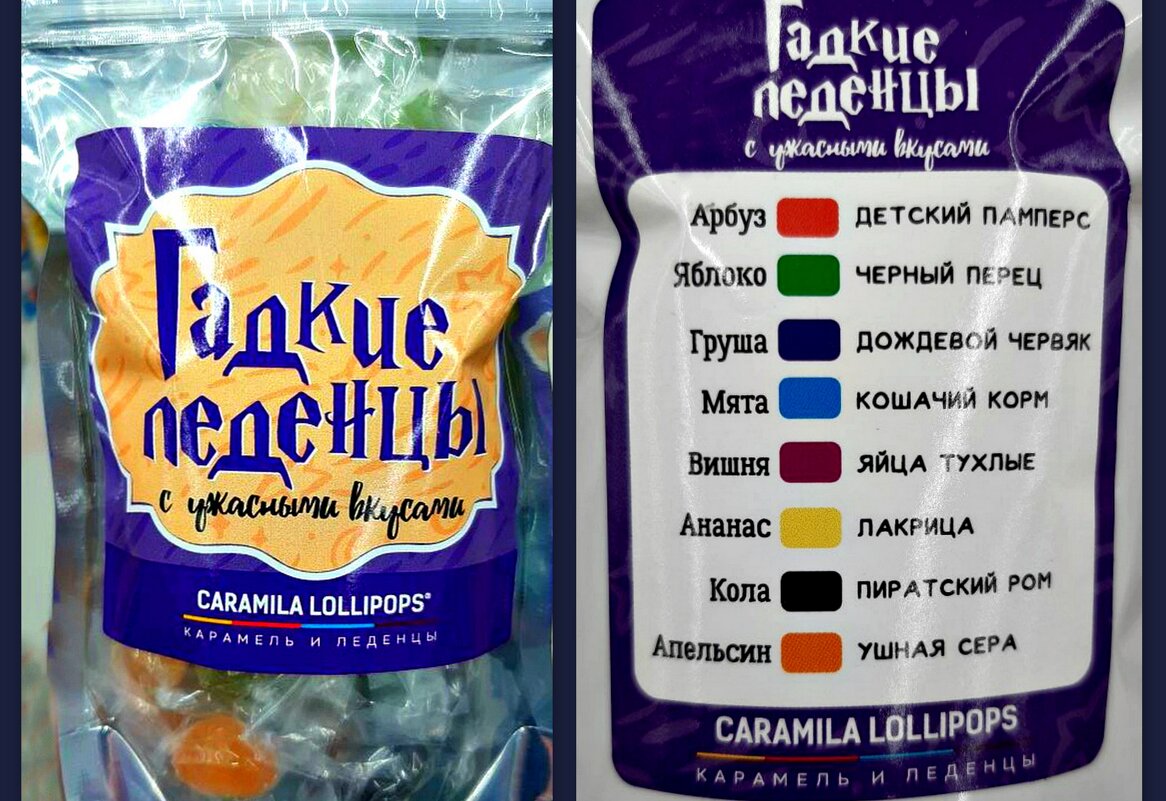 Гадкие
леденцы
с ужасными вкусами
CARAMILA LOLLIPOPS®
КАРАМЕЛЬ И ЛЕДЕНЦЫ
Гадкие
леденцы
с ужасными вкусами
Арбуз ДЕТСКИЙ ПАМПЕРС
Яблоко ЧЕРНЫЙ ПЕРЕЦ
Груша ДОЖДЕВОЙ ЧЕРВЯК
Мята КОШАЧИЙ КОРМ
Вишня ЯЙЦА ТУХЛЫЕ
Ананас ЛАКРИЦА
Кола ПИРАТСКИЙ РОМ
Апельсин УШНАЯ СЕРА
CARAMILA LOLLIPOPS
КАРАМЕЛЬ И ЛЕДЕНЦЫ